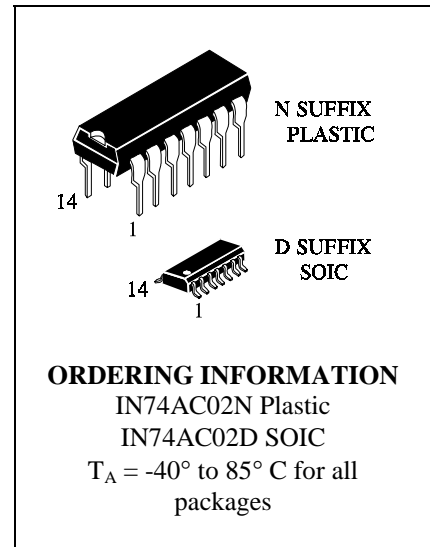 N SUFFIX
PLASTIC
14
1
D SUFFIX
SOIC
14
1
ORDERING INFORMATION
IN74AC02N Plastic
IN74AC02D SOIC
TA = -40° to 85° C for all
packages